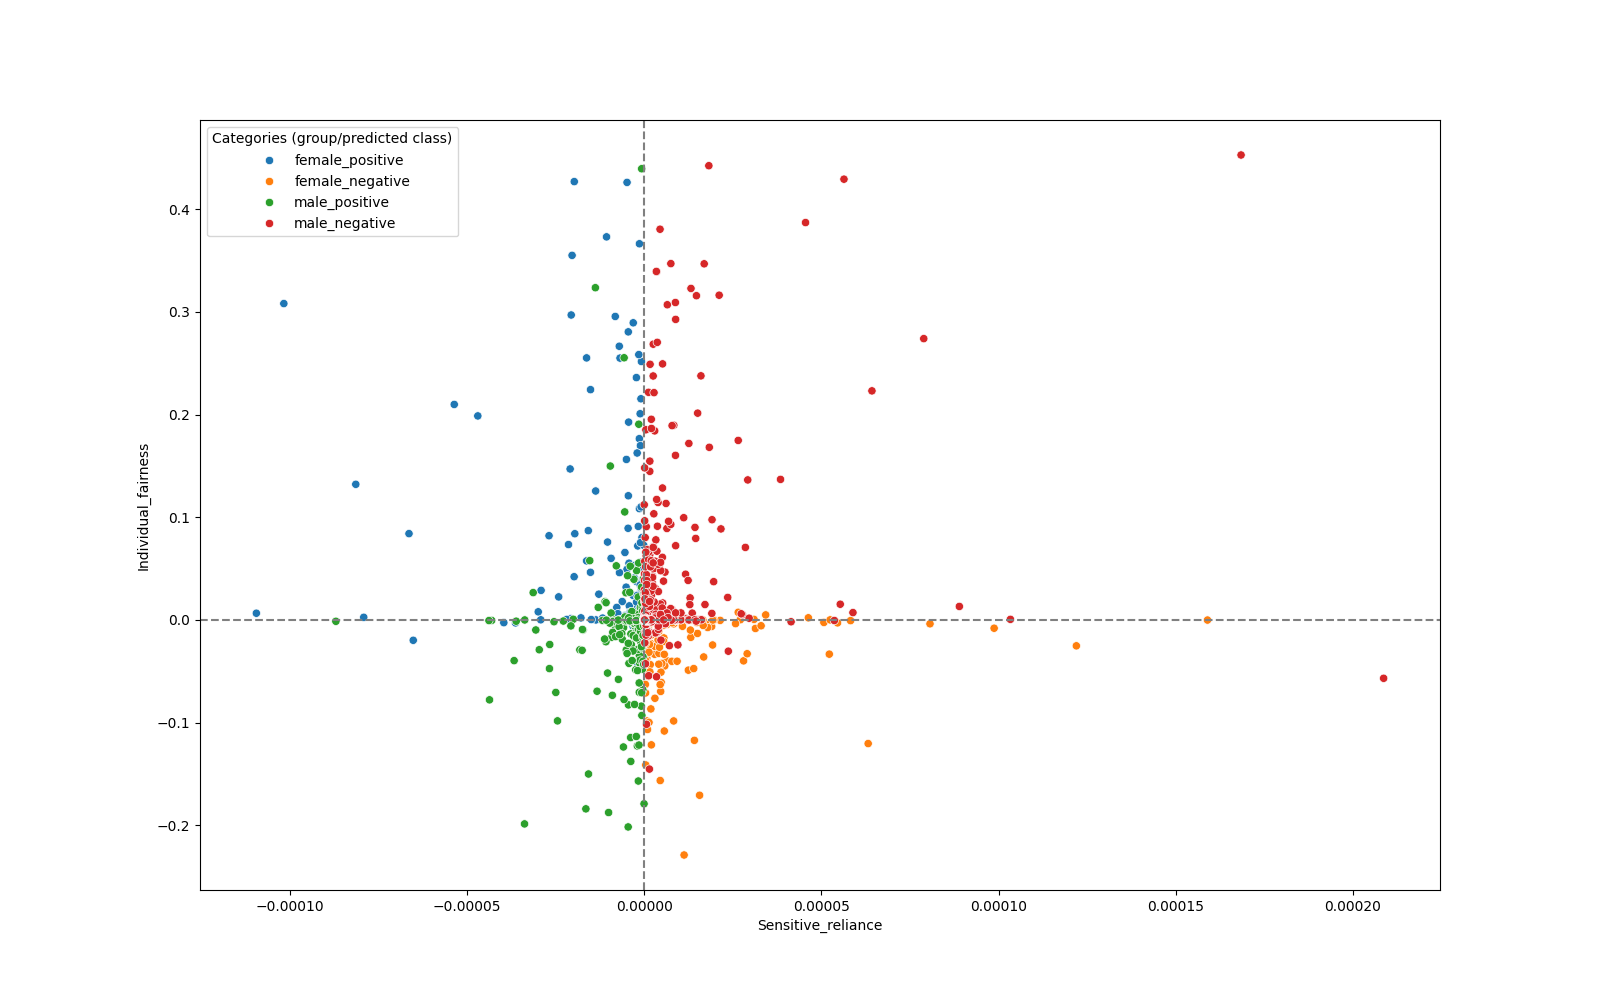 Categories (group/predicted class)
female_positive
female_negative
male_positive
male_negative
Individual_fairness
0.4
0.3
0.2
0.1
0.0
−0.1
−0.2
−0.00010
−0.00005
0.00000
0.00005
0.00010
0.00015
0.00020
Sensitive_reliance